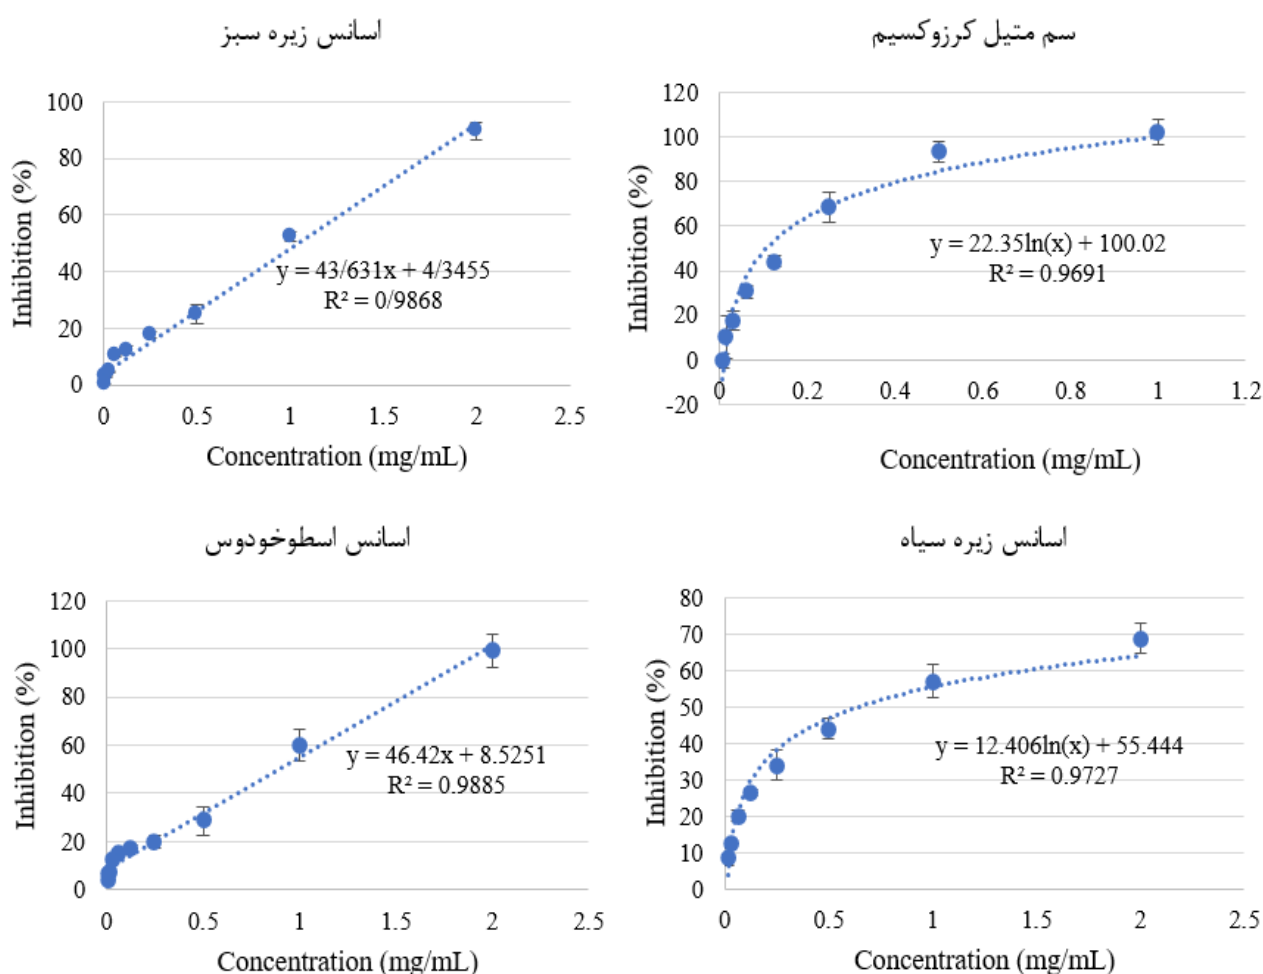 اسانس زیره سبز
100
80
60
40
20
0
Inhibition (%)
y = 43/631x + 4/3455
R² = 0/9868
0 0.5 1 1.5 2 2.5
Concentration (mg/mL)
سم متیل کرزوکسیم
120
100
80
60
40
20
0
-20
Inhibition (%)
y = 22.35ln(x) + 100.02
R² = 0.9691
0 0.2 0.4 0.6 0.8 1 1.2
Concentration (mg/mL)
اسانس اسطوخودوس
120
100
80
60
40
20
0
Inhibition (%)
y = 46.42x + 8.5251
R² = 0.9885
0 0.5 1 1.5 2 2.5
Concentration (mg/mL)
اسانس زیره سیاه
80
70
60
50
40
30
20
10
0
Inhibition (%)
y = 12.406ln(x) + 55.444
R² = 0.9727
0 0.5 1 1.5 2 2.5
Concentration (mg/mL)